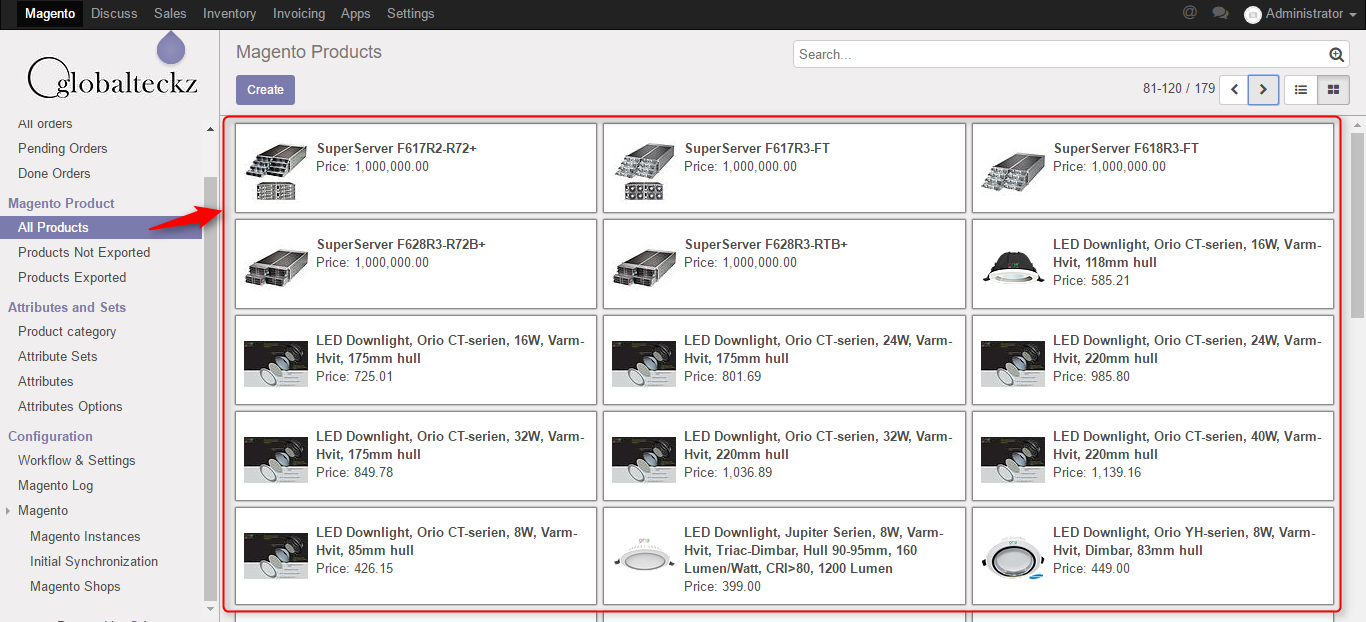 Magento Discuss Sales Inventory Invoicing Apps Settings @ Administrator
globalteckz
Magento Products
Search...
Create
81-120 / 179
All orders
Pending Orders
Done Orders
Magento Product
All Products
Products Not Exported
Products Exported
Attributes and Sets
Product category
Attribute Sets
Attributes
Attributes Options
Configuration
Workflow & Settings
Magento Log
Magento
Magento Instances
Initial Synchronization
Magento Shops
SuperServer F617R2-R72+
Price: 1,000,000.00
SuperServer F617R3-FT
Price: 1,000,000.00
SuperServer F618R3-FT
Price: 1,000,000.00
SuperServer F628R3-R72B+
Price: 1,000,000.00
SuperServer F628R3-RTB+
Price: 1,000,000.00
LED Downlight, Orio CT-serien, 16W, Varm-
Hvit, 118mm hull
Price: 585.21
LED Downlight, Orio CT-serien, 16W, Varm-
Hvit, 175mm hull
Price: 725.01
LED Downlight, Orio CT-serien, 24W, Varm-
Hvit, 175mm hull
Price: 801.69
LED Downlight, Orio CT-serien, 24W, Varm-
Hvit, 220mm hull
Price: 985.80
LED Downlight, Orio CT-serien, 32W, Varm-
Hvit, 175mm hull
Price: 849.78
LED Downlight, Orio CT-serien, 32W, Varm-
Hvit, 220mm hull
Price: 1,036.89
LED Downlight, Orio CT-serien, 40W, Varm-
Hvit, 220mm hull
Price: 1,139.16
LED Downlight, Orio CT-serien, 8W, Varm-
Hvit, 85mm hull
Price: 426.15
LED Downlight, Jupiter Serien, 8W, Varm-
Hvit, Triac-Dimbar, Hull 90-95mm, 160
Lumen/Watt, CRI>80, 1200 Lumen
Price: 399.00
LED Downlight, Orio YH-serien, 8W, Varm-
Hvit, Dimbar, 83mm hull
Price: 449.00